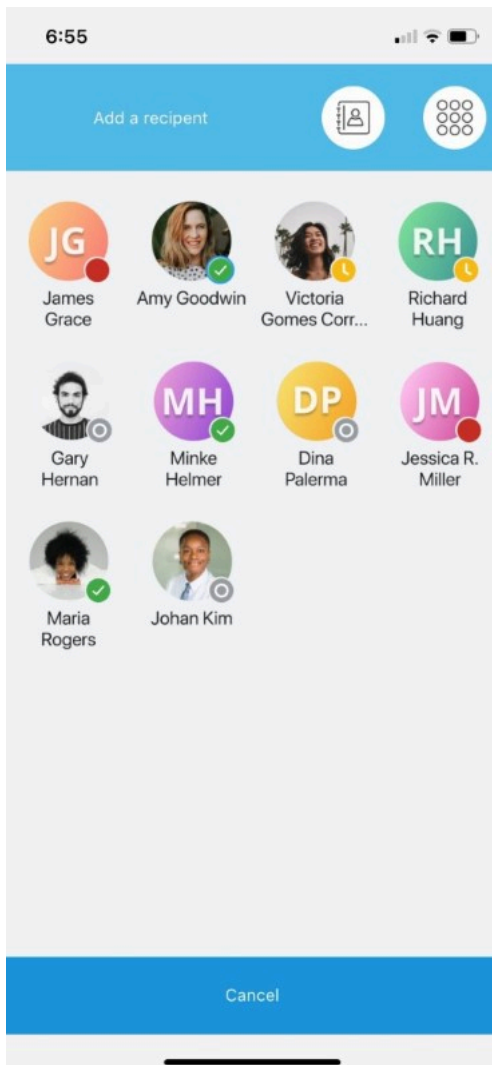 6:55
Add a recipent
JG
RH
James
Grace
Amy Goodwin
Victoria
Gomes Corr...
Richard
Huang
MH
DP
JM
Gary
Hernan
Minke
Helmer
Dina
Palerma
Jessica R.
Miller
Maria
Rogers
Johan Kim
Cancel